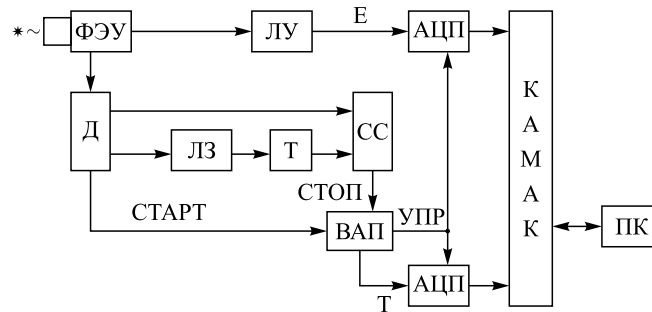 ФЭУ
ЛУ
Е
АЦП
Д
ЛЗ
Т
СС
К
А
М
А
К
СТОП
СТАРТ
УПР
ВАП
ПК
Т
АЦП